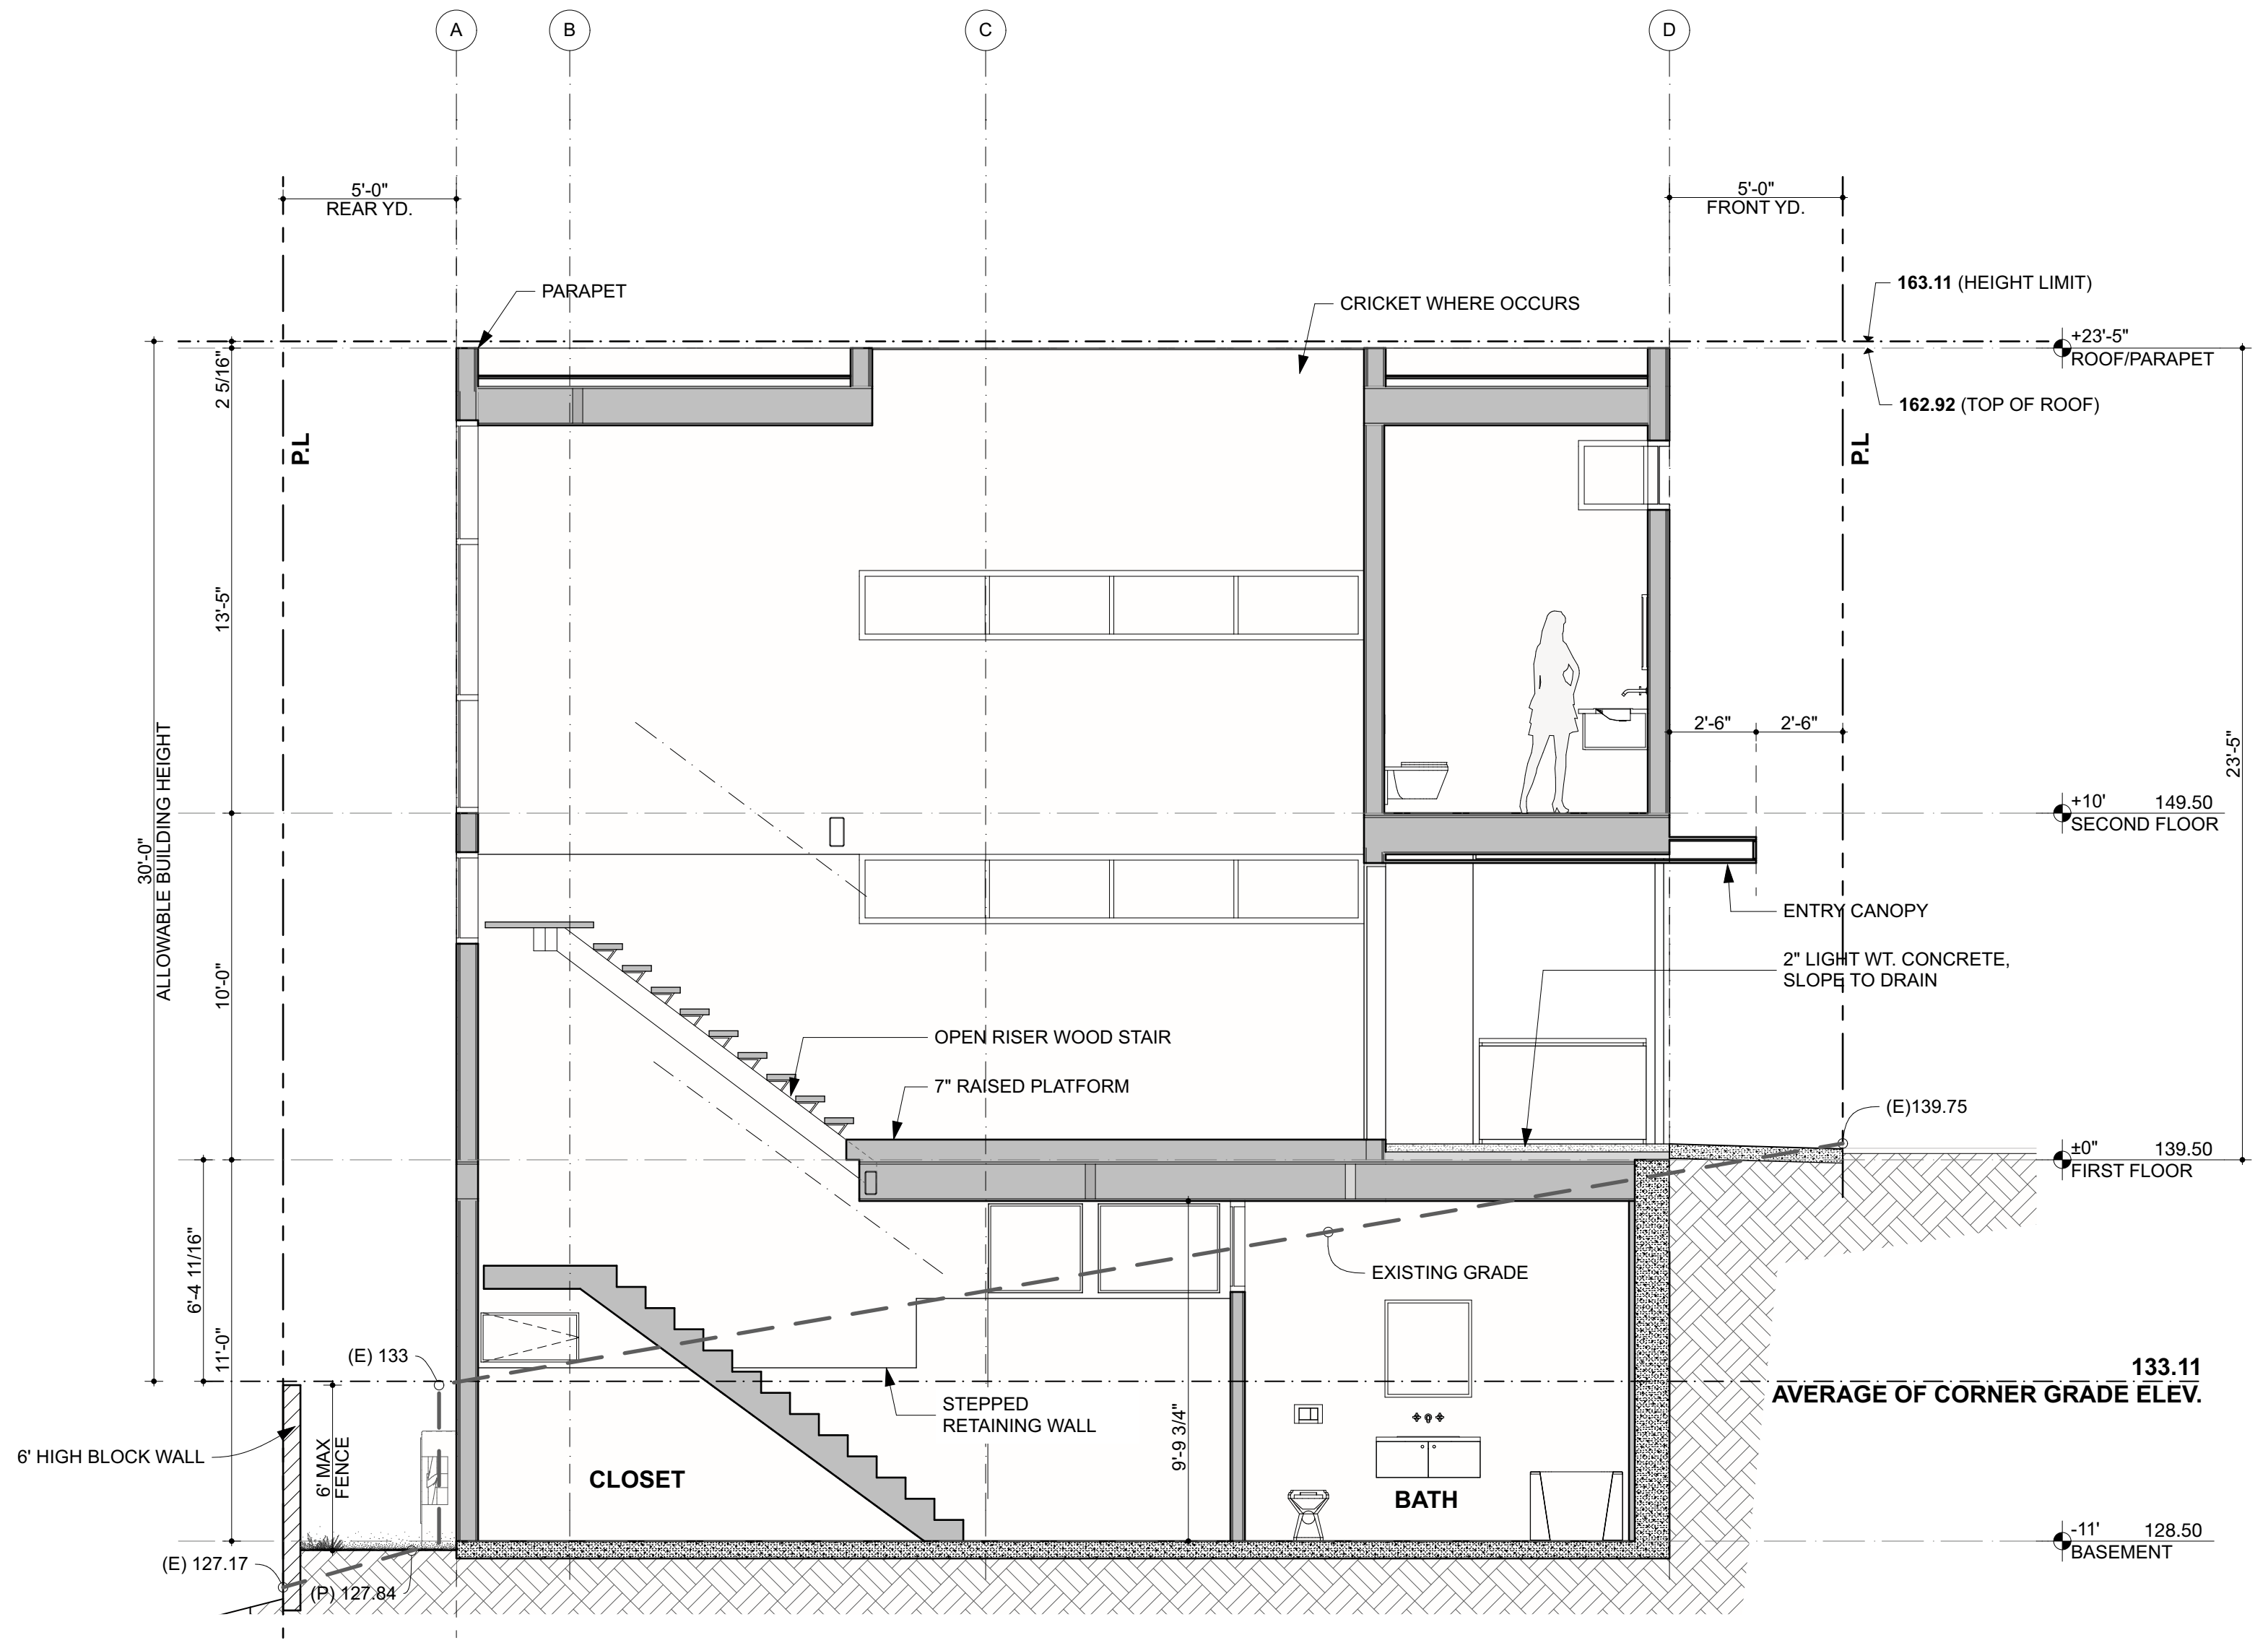 A
B
C
D
5'-0"
REAR YD.
5'-0"
FRONT YD.
PARAPET
CRICKET WHERE OCCURS
163.11 (HEIGHT LIMIT)
+23'-5"
ROOF/PARAPET
162.92 (TOP OF ROOF)
2 5/16"
P.L
P.L
13'-5"
30'-0"
ALLOWABLE BUILDING HEIGHT
2'-6"
2'-6"
23'-5"
+10' 149.50
SECOND FLOOR
ENTRY CANOPY
2" LIGHT WT. CONCRETE,
SLOPE TO DRAIN
10'-0"
OPEN RISER WOOD STAIR
7" RAISED PLATFORM
(E)139.75
±0" 139.50
FIRST FLOOR
6'-4 11/16"
EXISTING GRADE
11'-0"
(E) 133
133.11
AVERAGE OF CORNER GRADE ELEV.
STEPPED
RETAINING WALL
9'-9 3/4"
6' HIGH BLOCK WALL
6' MAX
FENCE
CLOSET
BATH
-11' 128.50
BASEMENT
(E) 127.17
(P) 127.84